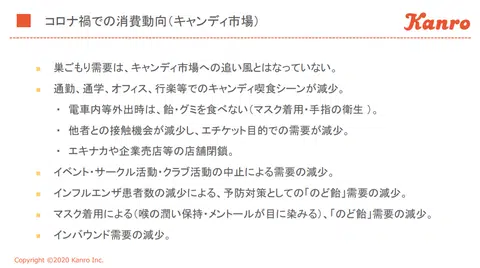 コロナ禍での消費動向(キャンディ市場)
Kanro
巣ごもり需要は、キャンディ市場への追い風とはなっていない。
通勤、通学、オフィス、行楽等でのキャンディ喫食シーンが減少。
・ 電車内等外出時は、飴・グミを食べない(マスク着用・手指の衛生 )。
・ 他者との接触機会が減少し、エチケット目的での需要が減少。
・ エキナカや企業売店等の店舗閉鎖。
イベント・サークル活動・クラブ活動の中止による需要の減少。
インフルエンザ患者数の減少による、予防対策としての「のど飴」需要の減少。
マスク着用による(喉の潤い保持・メントールが目に染みる)、「のど飴」需要の減少。
インバウンド需要の減少。
Copyright ©2020 Kanro Inc.